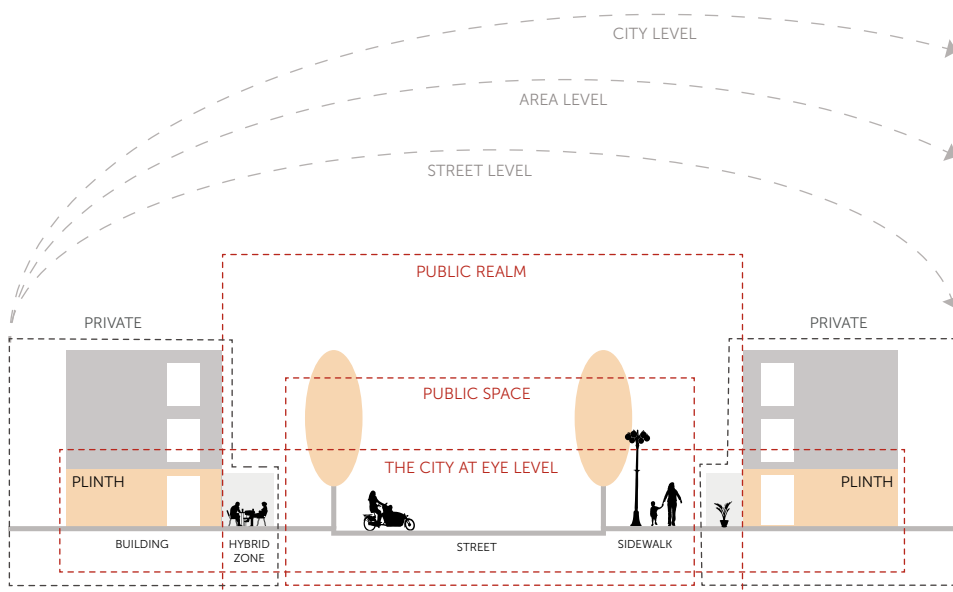 CITY LEVEL
AREA LEVEL
STREET LEVEL
PUBLIC REALM
PRIVATE
PRIVATE
PUBLIC SPACE
THE CITY AT EYE LEVEL
PLINTH
PLINTH
BUILDING
HYBRID
ZONE
STREET
SIDEWALK